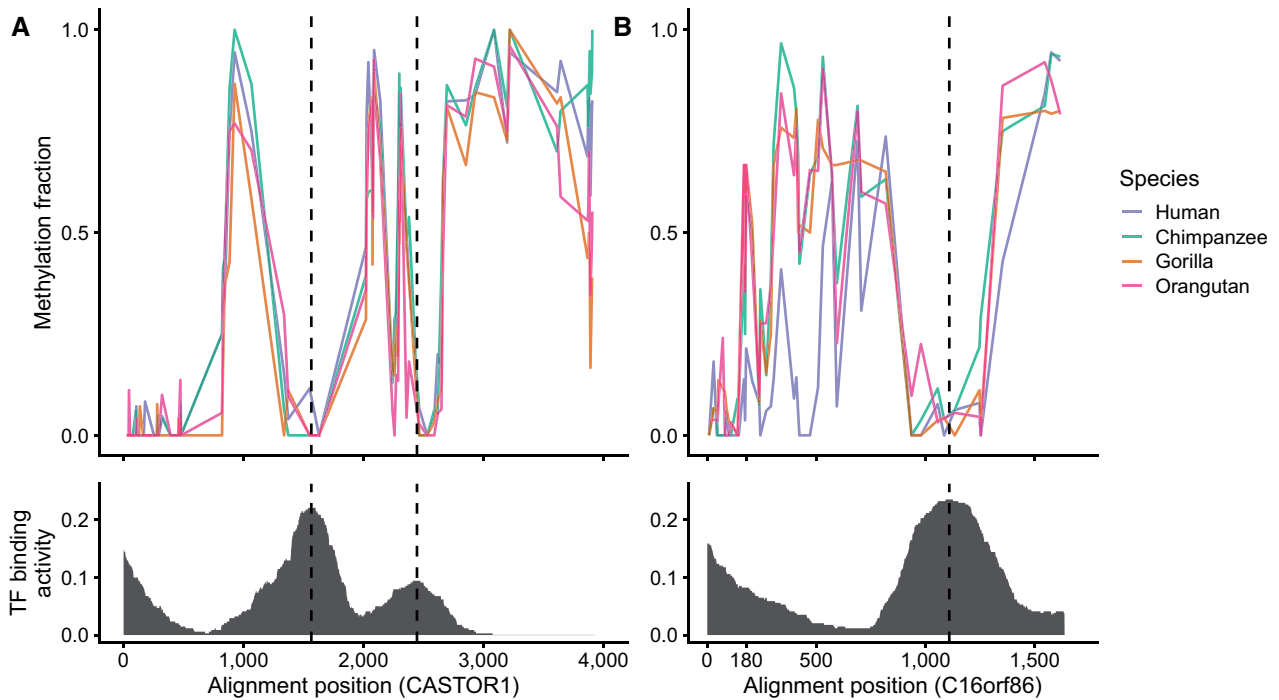 A
B
1.0
0.5
0.0
Methylation fraction
1.0
0.5
0.0
Species
Human
Chimpanzee
Gorilla
Orangutan
0.2
0.1
0.0
TF binding
activity
0.2
0.1
0.0
0 1,000 2,000 3,000 4,000
Alignment position (CASTOR1)
0 180 500 1,000 1,500
Alignment position (C16orf86)